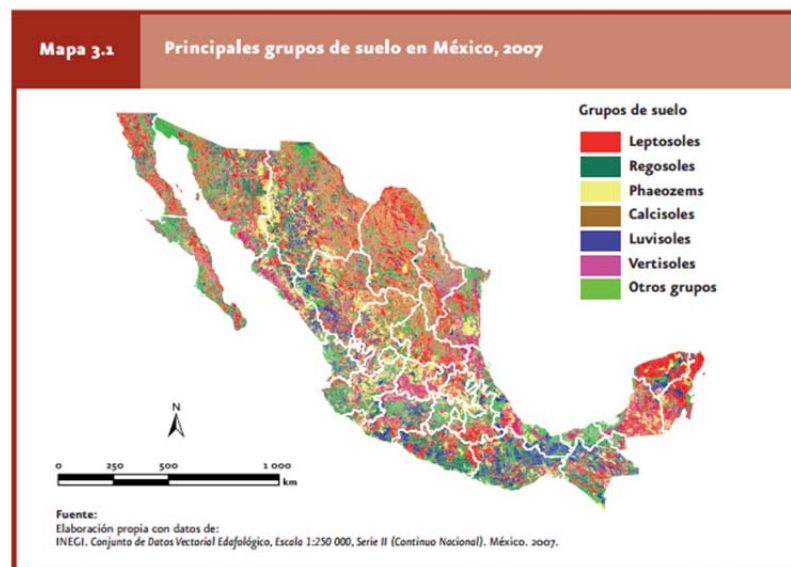 Mapa 3.1
Principales grupos de suelo en México, 2007
Grupos de suelo
Leptosoles
Regosoles
Phaeozems
Calcisoles
Luvisoles
Vertisoles
Otros grupos
N
0 250 500 1 000
km
Fuente:
Elaboración propia con datos de:
INEGI. Conjunto de Datos Vectorial Edafológico, Escala 1:250 000, Serie II (Continuo Nacional). México. 2007.